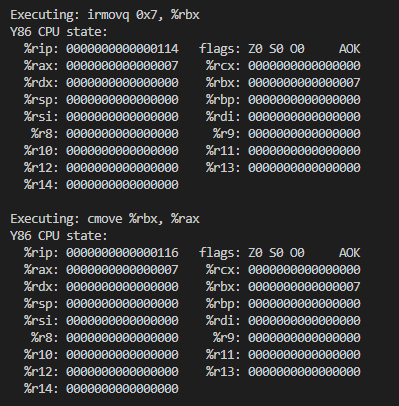 Executing: irmovq 0x7, %rbx
Y86 CPU state:
%rip: 0000000000000114 flags: Z0 S0 O0 AOK
%rax: 0000000000000007 %rcx: 0000000000000000
%rdx: 0000000000000000 %rbx: 0000000000000007
%rsp: 0000000000000000 %rbp: 0000000000000000
%rsi: 0000000000000000 %rdi: 0000000000000000
%r8: 0000000000000000 %r9: 0000000000000000
%r10: 0000000000000000 %r11: 0000000000000000
%r12: 0000000000000000 %r13: 0000000000000000
%r14: 0000000000000000
Executing: cmove %rbx, %rax
Y86 CPU state:
%rip: 0000000000000116 flags: Z0 S0 O0 AOK
%rax: 0000000000000007 %rcx: 0000000000000000
%rdx: 0000000000000000 %rbx: 0000000000000007
%rsp: 0000000000000000 %rbp: 0000000000000000
%rsi: 0000000000000000 %rdi: 0000000000000000
%r8: 0000000000000000 %r9: 0000000000000000
%r10: 0000000000000000 %r11: 0000000000000000
%r12: 0000000000000000 %r13: 0000000000000000
%r14: 0000000000000000